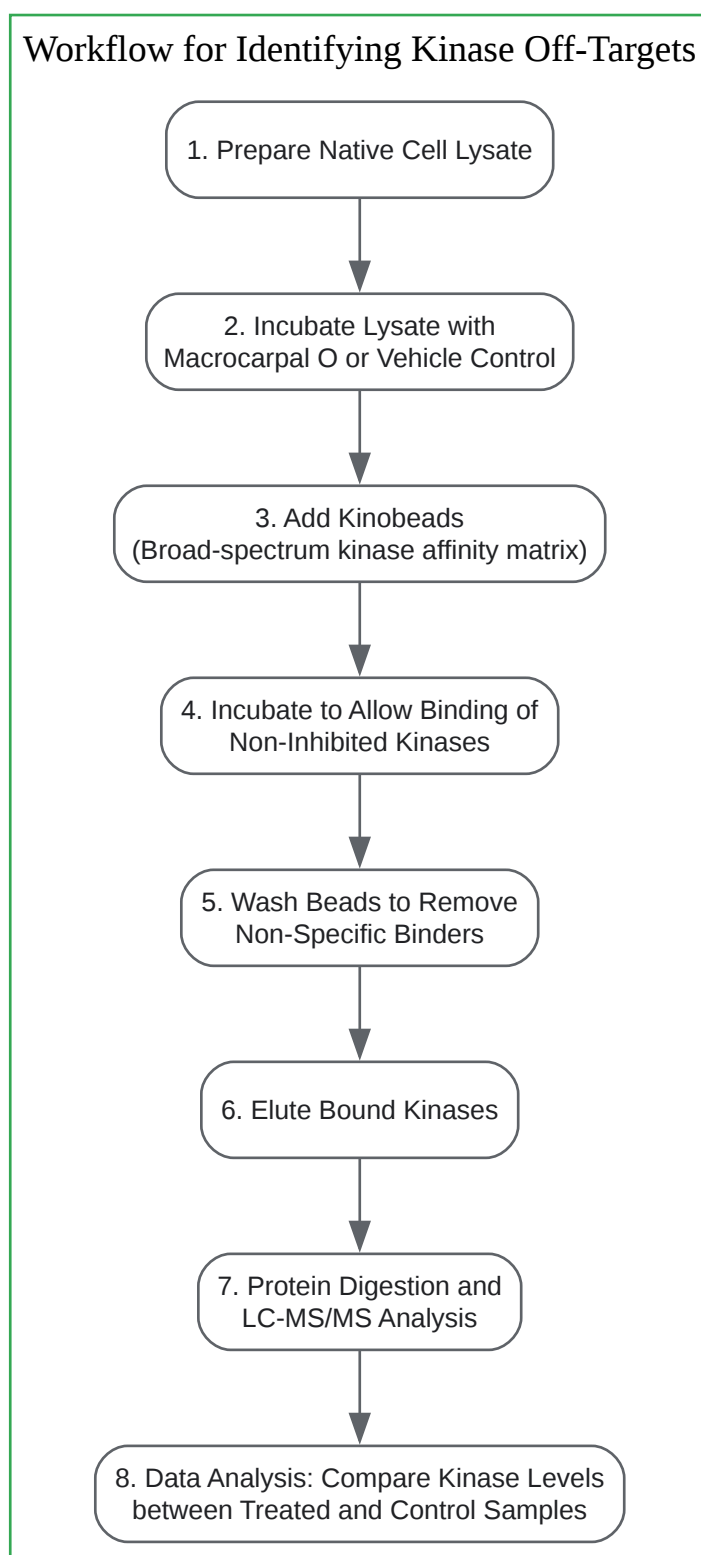 Workflow for Identifying Kinase Off-Targets
1. Prepare Native Cell Lysate
2. Incubate Lysate with
Macrocarpal O or Vehicle Control
3. Add Kinobeads
(Broad-spectrum kinase affinity matrix)
4. Incubate to Allow Binding of
Non-Inhibited Kinases
5. Wash Beads to Remove
Non-Specific Binders
6. Elute Bound Kinases
7. Protein Digestion and
LC-MS/MS Analysis
8. Data Analysis: Compare Kinase Levels
between Treated and Control Samples